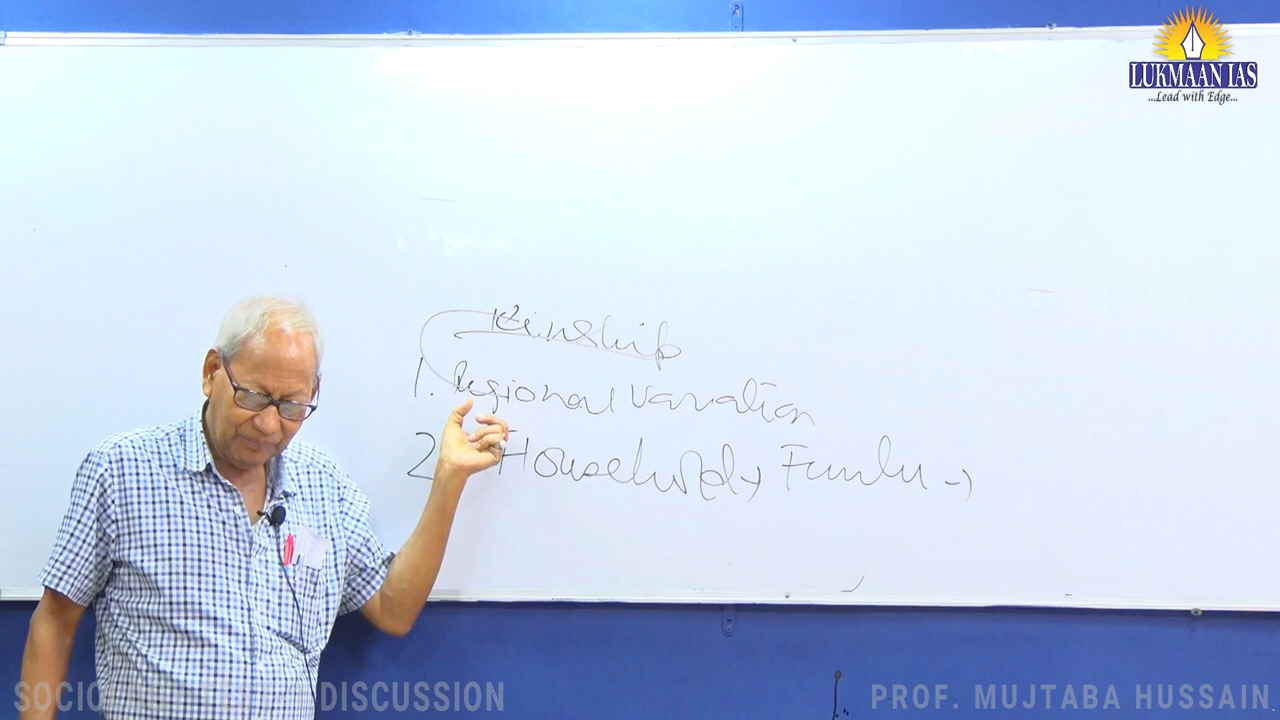 LUKMAAN IAS
...Lead with Edge...
Kinship
1. Regional Variation
2 Household, Family -,
DISCUSSION
PROF. MUJTABA HUSSAIN